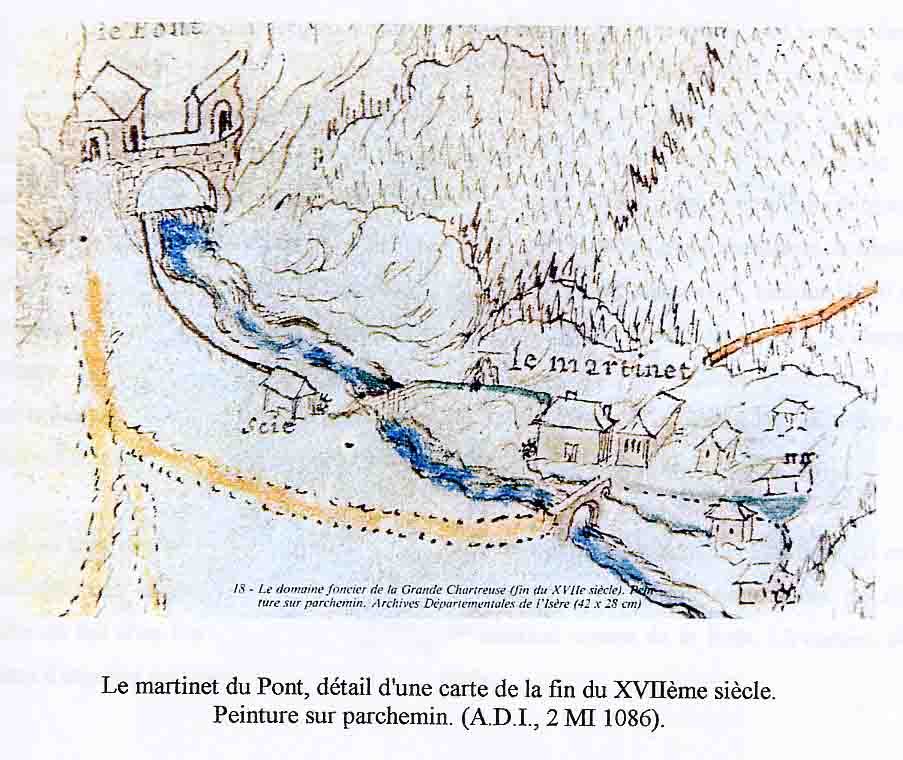 le Pont
le martinet
scie
18 - Le domaine foncier de la Grande Chartreuse (fin du XVIIe siècle). Pein
ture sur parchemin. Archives Départementales de l'Isère (42 x 28 cm)
Le martinet du Pont, détail d'une carte de la fin du XVIIème siècle.
Peinture sur parchemin. (A.D.I., 2 MI 1086).